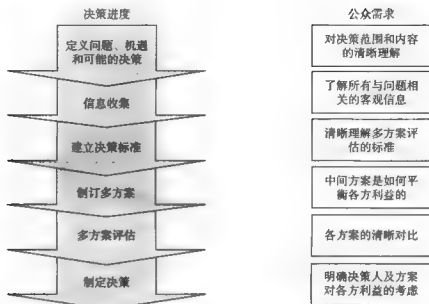 决策进度
定义问题、机遇
和可能的决策
信息收集
建立决策标准
制订多方案
多方案评估
制定决策
公众需求
对决策范围和内容
的清晰理解
了解所有与问题相
关的客观信息
清晰理解多方案评
估的标准
中间方案是如何平
衡各方利益的
各方案的清晰对比
明确决策人及方案
对各方利益的考虑